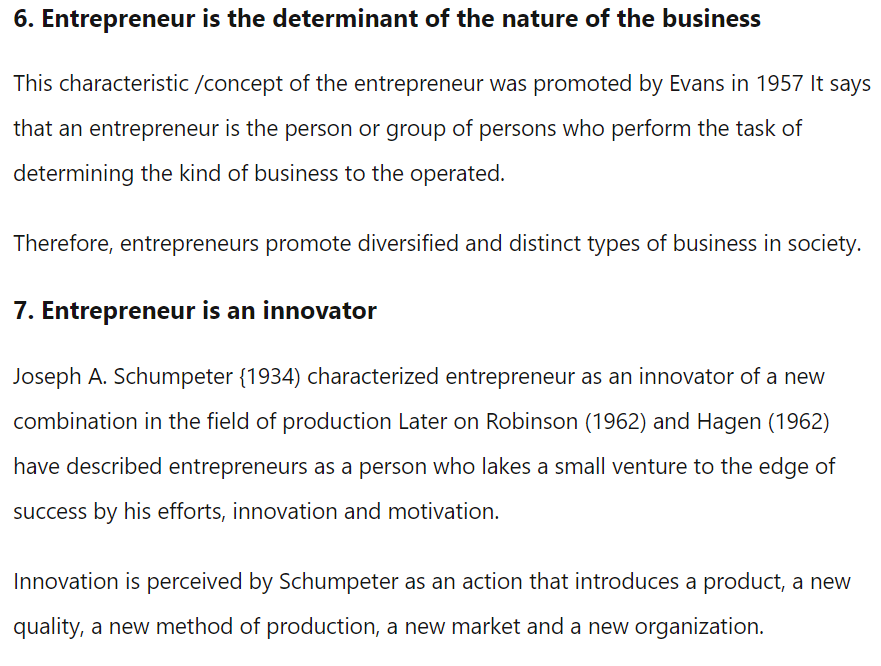 6. Entrepreneur is the determinant of the nature of the business
This characteristic /concept of the entrepreneur was promoted by Evans in 1957 It says
that an entrepreneur is the person or group of persons who perform the task of
determining the kind of business to the operated.
Therefore, entrepreneurs promote diversified and distinct types of business in society.
7. Entrepreneur is an innovator
Joseph A. Schumpeter {1934) characterized entrepreneur as an innovator of a new
combination in the field of production Later on Robinson (1962) and Hagen (1962)
have described entrepreneurs as a person who lakes a small venture to the edge of
success by his efforts, innovation and motivation.
Innovation is perceived by Schumpeter as an action that introduces a product, a new
quality, a new method of production, a new market and a new organization.